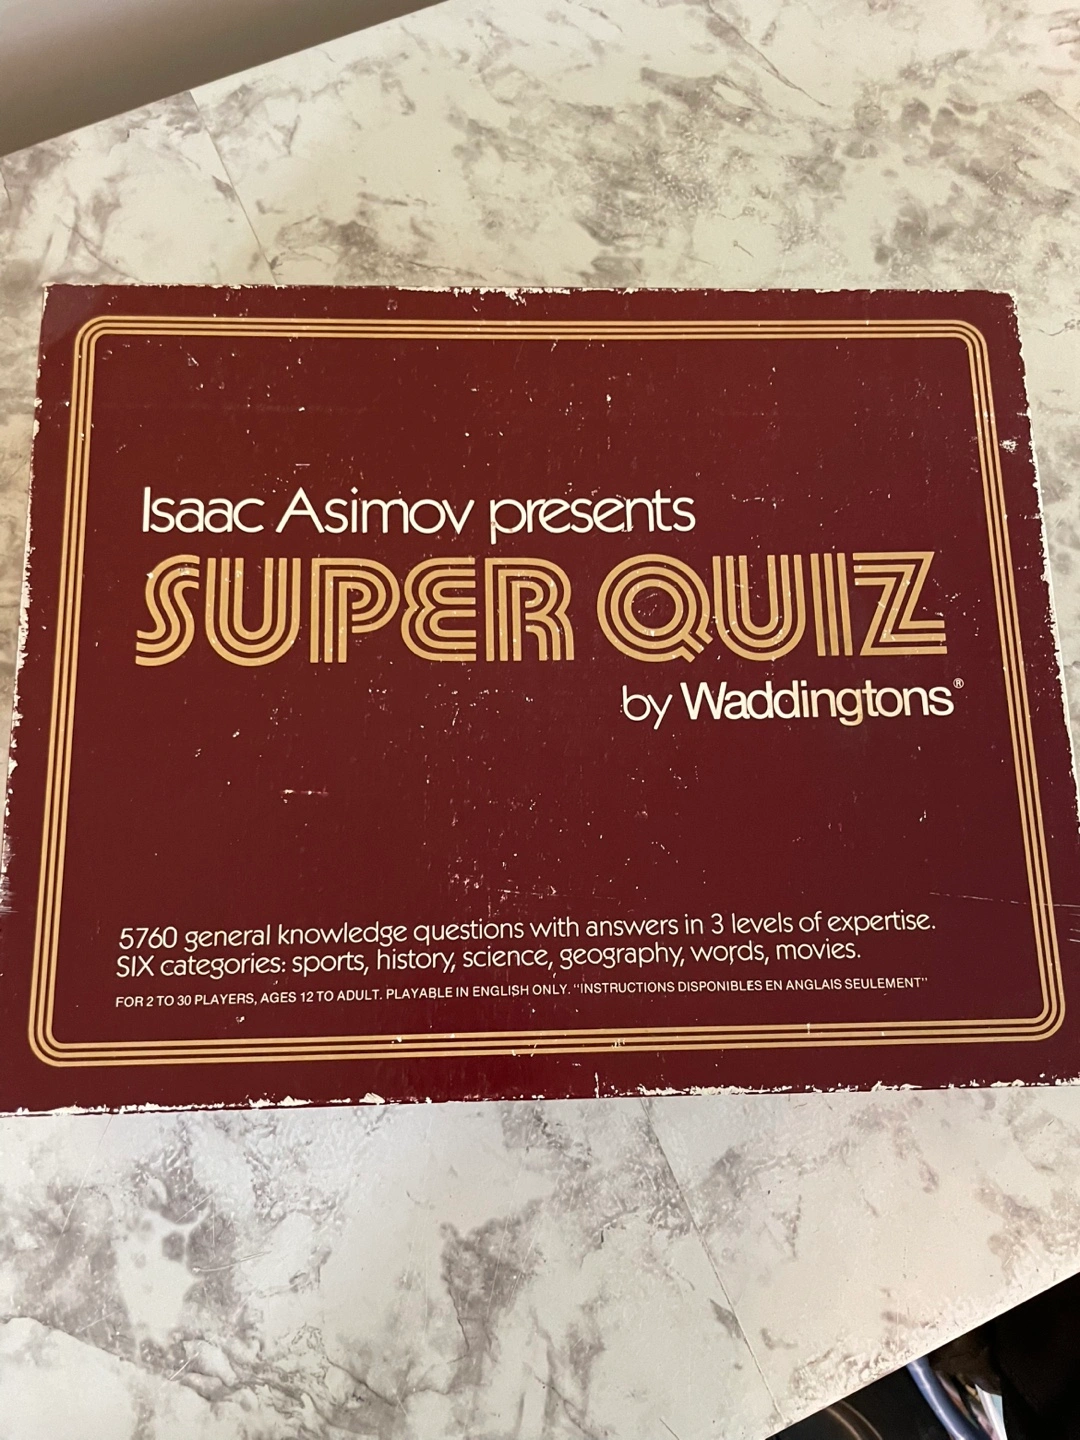 Isaac Asimov presents
SUPER QUIZ
by Waddingtons®
5760 general knowledge questions with answers in 3 levels of expertise.
SIX categories: sports, history, science, geography, words, movies.
FOR 2 TO 30 PLAYERS, AGES 12 TO ADULT. PLAYABLE IN ENGLISH ONLY. "INSTRUCTIONS DISPONIBLES EN ANGLAIS SEULEMENT"